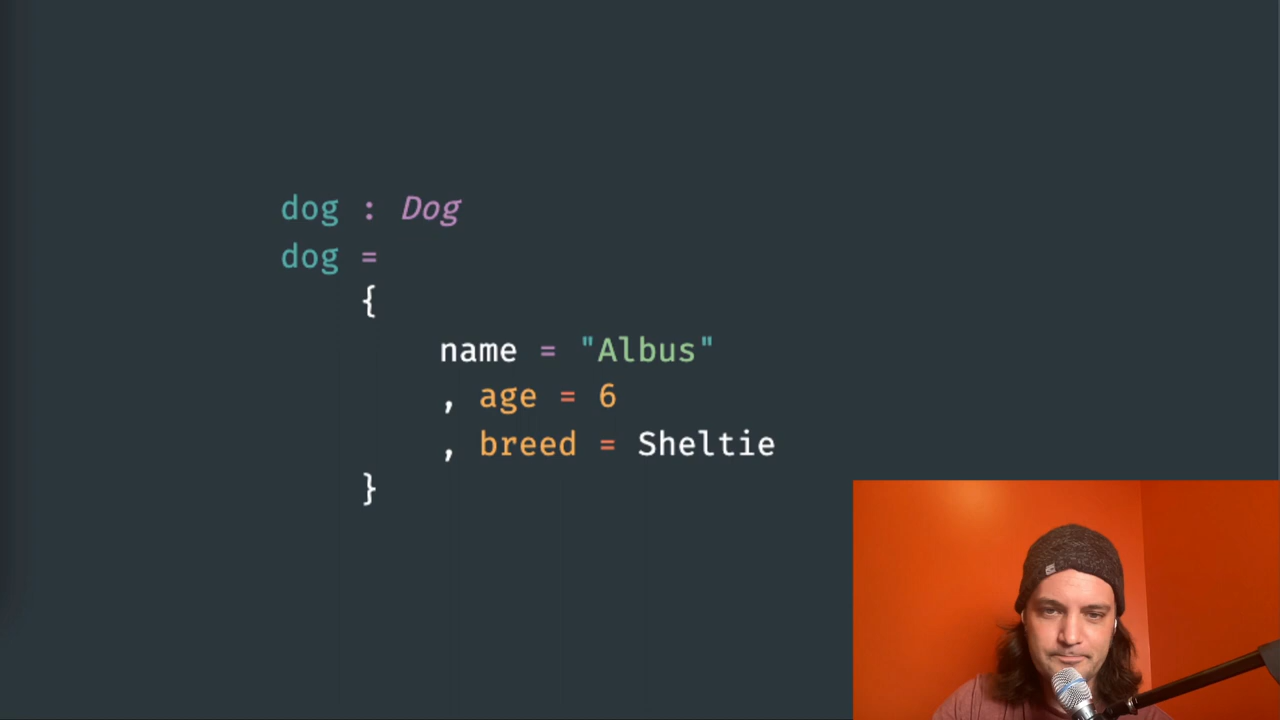 dog : Dog
dog =
{
name = "Albus"
, age = 6
, breed = Sheltie
}